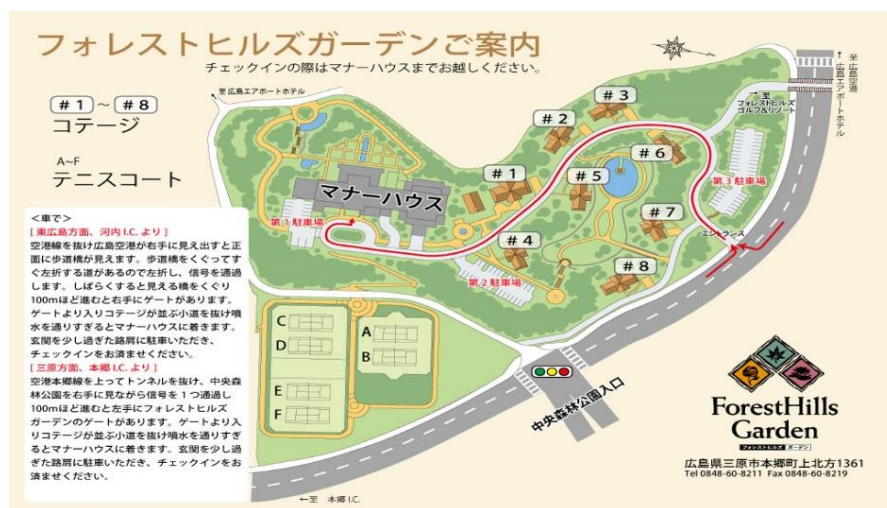 フォレストヒルズガーデンご案内
チェックインの際はマナーハウスまでお越しください。
#1～#8
コテージ
A~F
テニスコート
＜車で＞
[ 東広島方面、河内 I.C. より ]
空港線を抜け広島空港が右手に見え出すと正
面に歩道橋が見えます。歩道橋をくぐってす
ぐ左折する道があるので左折し、信号を通過
します。しばらくすると見える橋をくぐり
100mほど進むと右手にゲートがあります。
ゲートより入りコテージが並ぶ小道を抜け噴
水を通りすぎるとマナーハウスに着きます。
玄関を少し過ぎた路肩に駐車いただき、
チェックインをお済ませください。
[ 三原方面、本郷 I.C. より ]
空港本郷線を上ってトンネルを抜け、中央森
林公園を右手に見ながら信号を１つ通過し
100mほど進むと左手にフォレストヒルズ
ガーデンのゲートがあります。ゲートより入
りコテージが並ぶ小道を抜け噴水を通りすぎ
るとマナーハウスに着きます。玄関を少し過
ぎた路肩に駐車いただき、チェックインをお
済ませください。
至 広島エアポートホテル
マナーハウス
第1駐車場
#1
#2
#3
#4
#5
#6
#7
#8
第2駐車場
第3駐車場
エントランス
至
フォレストヒルズ
ゴルフ&リゾート
至 広島空港
広島エアポートホテル
A
B
C
D
E
F
中央森林公園入口
←至 本郷 I.C.
ForestHills
Garden
フォレストヒルズ ガーデン
広島県三原市本郷町上北方1361
Tel 0848-60-8211 Fax 0848-60-8219